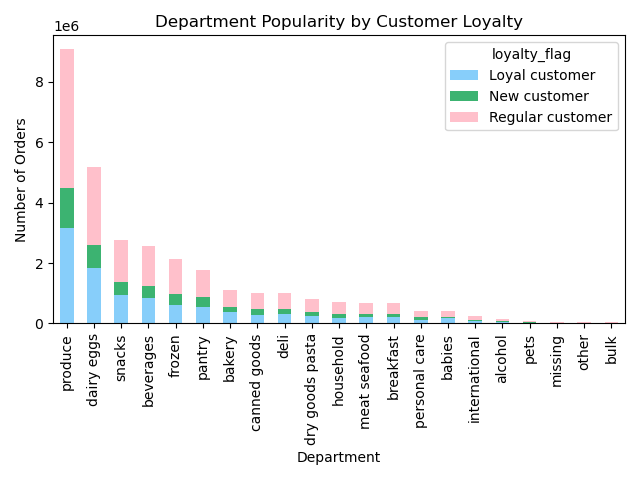 Department Popularity by Customer Loyalty
1e6
loyalty_flag
Loyal customer
New customer
Regular customer
8
6
4
2
0
Number of Orders
produce
dairy eggs
snacks
beverages
frozen
pantry
bakery
canned goods
deli
dry goods pasta
household
meat seafood
breakfast
personal care
babies
international
alcohol
pets
missing
other
bulk
Department